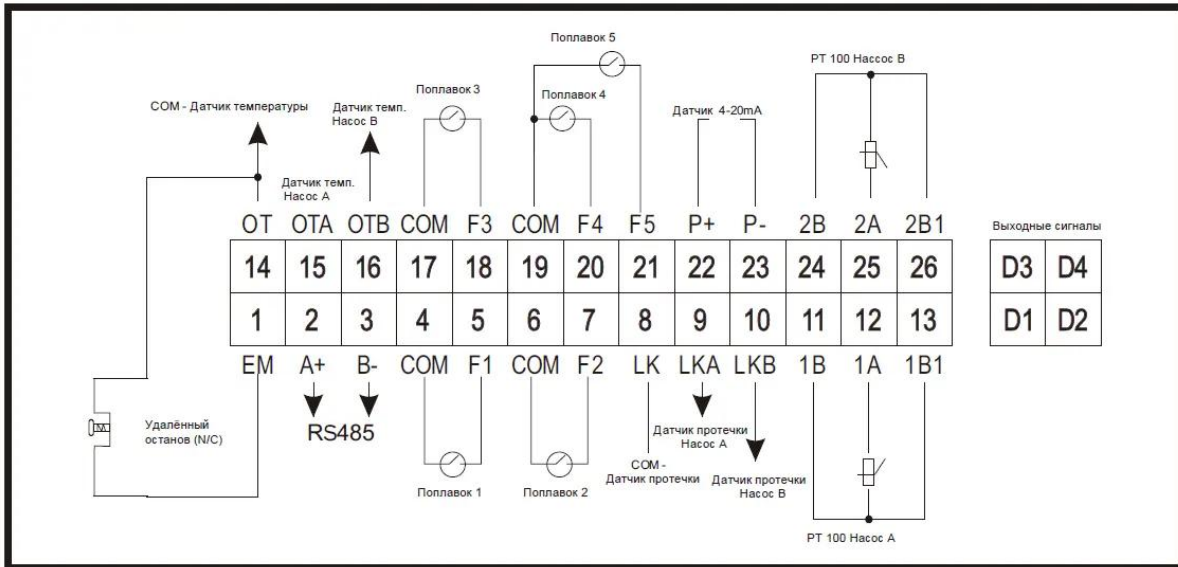 Поплавок 5
PT 100 Нассос В
COM - Датчик температуры
Датчик темп.
Насос В
Поплавок 3
Поплавок 4
Датчик 4-20mA
Датчик темп.
Насос А
OT OTA OTB COM F3 COM F4 F5 P+ P- 2B 2A 2B1
Выходные сигналы
14 15 16 17 18 19 20 21 22 23 24 25 26
D3 D4
1 2 3 4 5 6 7 8 9 10 11 12 13
D1 D2
EM A+ B- COM F1 COM F2 LK LKA LKB 1B 1A 1B1
Удалённый
останов (N/C)
RS485
Датчик протечки
Насос А
COM -
Датчик протечки
Датчик протечки
Насос В
Поплавок 1
Поплавок 2
PT 100 Насос А